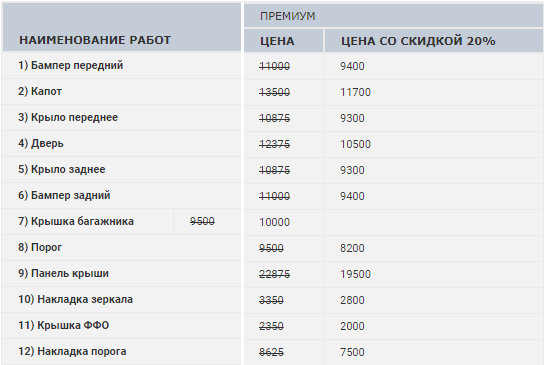 ПРЕМИУМ
НАИМЕНОВАНИЕ РАБОТ ЦЕНА ЦЕНА СО СКИДКОЙ 20%
1) Бампер передний 11000 9400
2) Капот 13500 11700
3) Крыло переднее 10875 9300
4) Дверь 12375 10500
5) Крыло заднее 10875 9300
6) Бампер задний 11000 9400
7) Крышка багажника 9500 10000
8) Порог 9500 8200
9) Панель крыши 22875 19500
10) Накладка зеркала 3350 2800
11) Крышка ФФО 2350 2000
12) Накладка порога 8625 7500